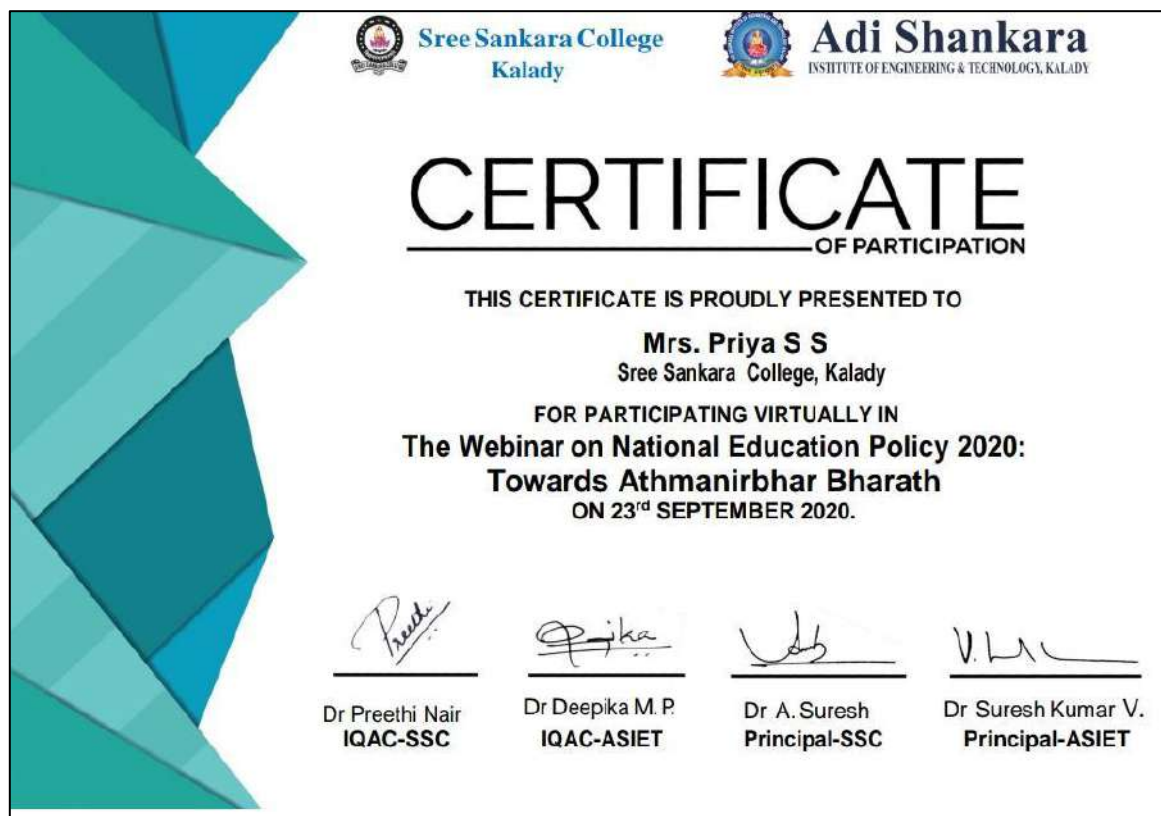 Sree Sankara College
Kalady
Adi Shankara
INSTITUTE OF ENGINEERING & TECHNOLOGY, KALADY
CERTIFICATE
OF PARTICIPATION
THIS CERTIFICATE IS PROUDLY PRESENTED TO
Mrs. Priya S S
Sree Sankara College, Kalady
FOR PARTICIPATING VIRTUALLY IN
The Webinar on National Education Policy 2020:
Towards Athmanirbhar Bharath
ON 23rd SEPTEMBER 2020.
Preethi
Dr Preethi Nair
IQAC-SSC
Dr Deepika M. P.
IQAC-ASIET
Dr A. Suresh
Principal-SSC
Dr Suresh Kumar V.
Principal-ASIET